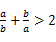 a/b + b/a > 2